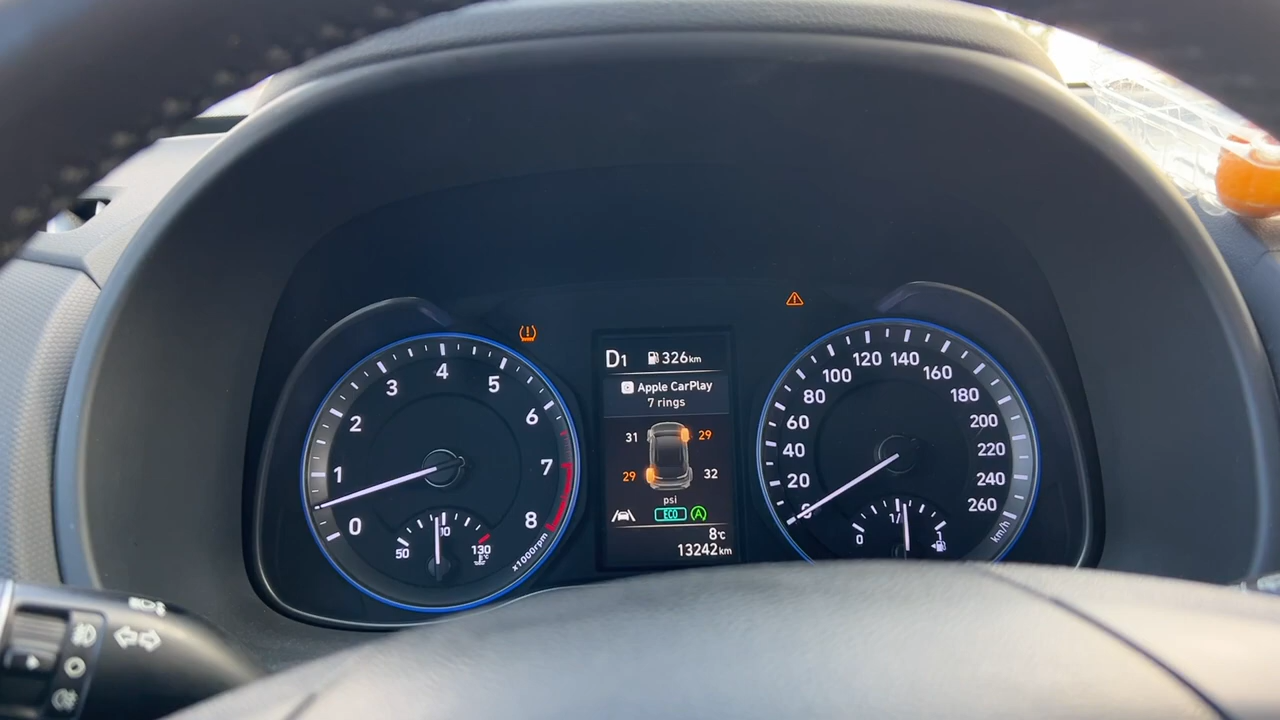 D1 326km
Apple CarPlay
7 rings
31 29
29 32
psi
ECO A
8℃
13242km
0 1 2 3 4 5 6 7 8
x1000rpm
50 130
℃
0 20 40 60 80 100 120 140 160 180 200 220 240 260
km/h
0 1